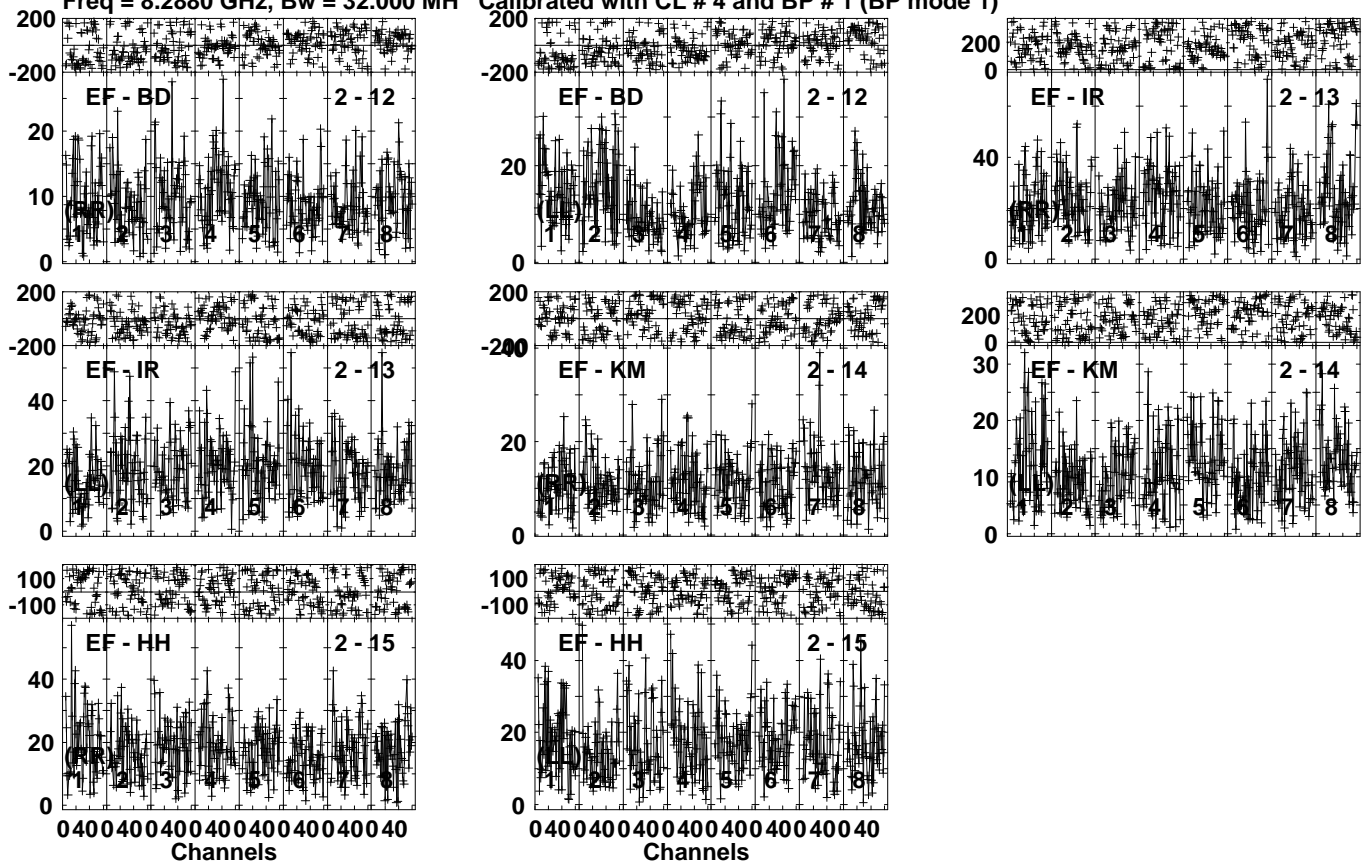 Freq = 8.2880 GHz, Bw = 32.000 MH Calibrated with CL # 4 and BP # 1 (BP mode 1)
200
-200
EF - BD 2 - 12
20
10
0
(RR)
1 2 3 4 5 6 7 8
200
-200
EF - BD 2 - 12
20
0
(LL)
1 2 3 4 5 6 7 8
200
0
EF - IR 2 - 13
40
0
(RR)
1 2 3 4 5 6 7 8
200
-200
EF - IR 2 - 13
40
20
0
(LL)
1 2 3 4 5 6 7 8
200
-200
40
EF - KM 2 - 14
20
0
(RR)
1 2 3 4 5 6 7 8
200
0
30
EF - KM 2 - 14
20
10
0
(LL)
1 2 3 4 5 6 7 8
100
-100
EF - HH 2 - 15
40
20
0
(RR)
1 2 3 4 5 6 7 8
0 40 0 40 0 40 0 40 0 40 0 40 0 40 0 40
Channels
100
-100
EF - HH 2 - 15
40
20
0
(LL)
1 2 3 4 5 6 7 8
0 40 0 40 0 40 0 40 0 40 0 40 0 40 0 40
Channels